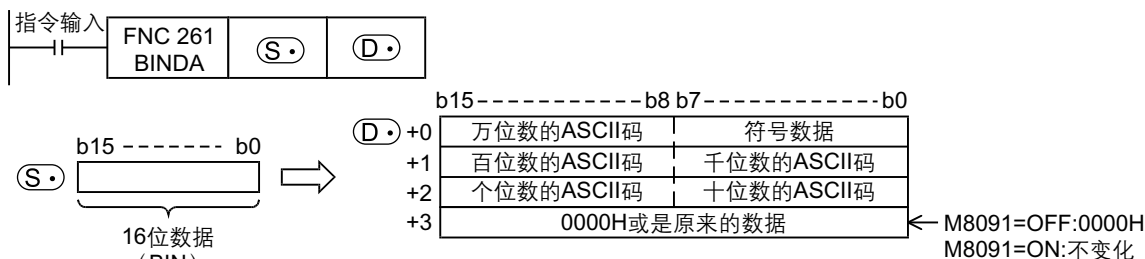 指令输入
FNC 261
BINDA
S・
D・
b15 b8 b7 b0
D・ +0 万位数的ASCII码 符号数据
+1 百位数的ASCII码 千位数的ASCII码
+2 个位数的ASCII码 十位数的ASCII码
+3 0000H或是原来的数据
M8091=OFF:0000H
M8091=ON:不变化
b15 b0
S・
16位数据
(BIN)